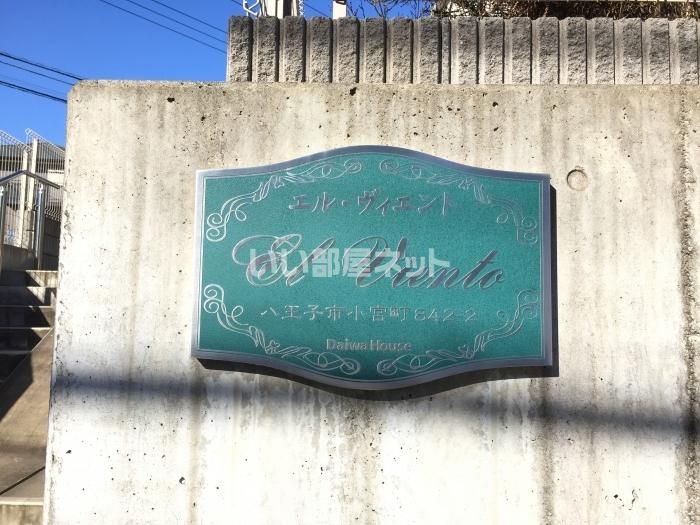 エル・ヴィエント
El Viento
いい部屋ネット
八王子市小宮町842-2
Daiwa House